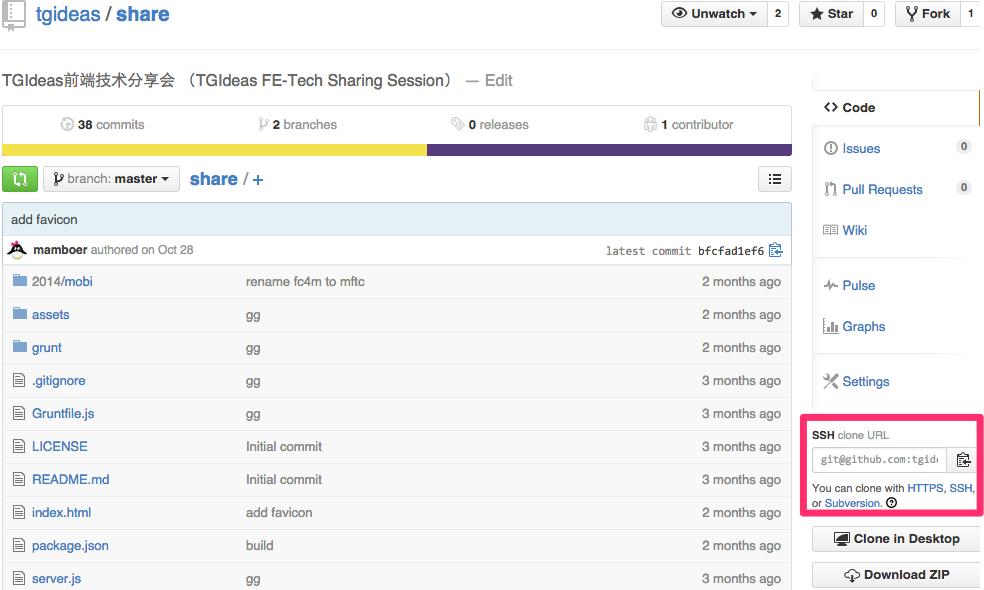 tgideas / share
Unwatch 2 Star 0 Fork 1
TGIdeas前端技术分享会 （TGIdeas FE-Tech Sharing Session） — Edit
38 commits 2 branches 0 releases 1 contributor
branch: master share / +
add favicon
mamboer authored on Oct 28 latest commit bfcfad1ef6
2014/mobi rename fc4m to mftc 2 months ago
assets gg 2 months ago
grunt gg 2 months ago
.gitignore gg 3 months ago
Gruntfile.js gg 3 months ago
LICENSE Initial commit 3 months ago
README.md Initial commit 3 months ago
index.html add favicon 2 months ago
package.json build 2 months ago
server.js gg 3 months ago
Code
Issues 0
Pull Requests 0
Wiki
Pulse
Graphs
Settings
SSH clone URL
git@github.com:tgid
You can clone with HTTPS, SSH,
or Subversion. ?
Clone in Desktop
Download ZIP